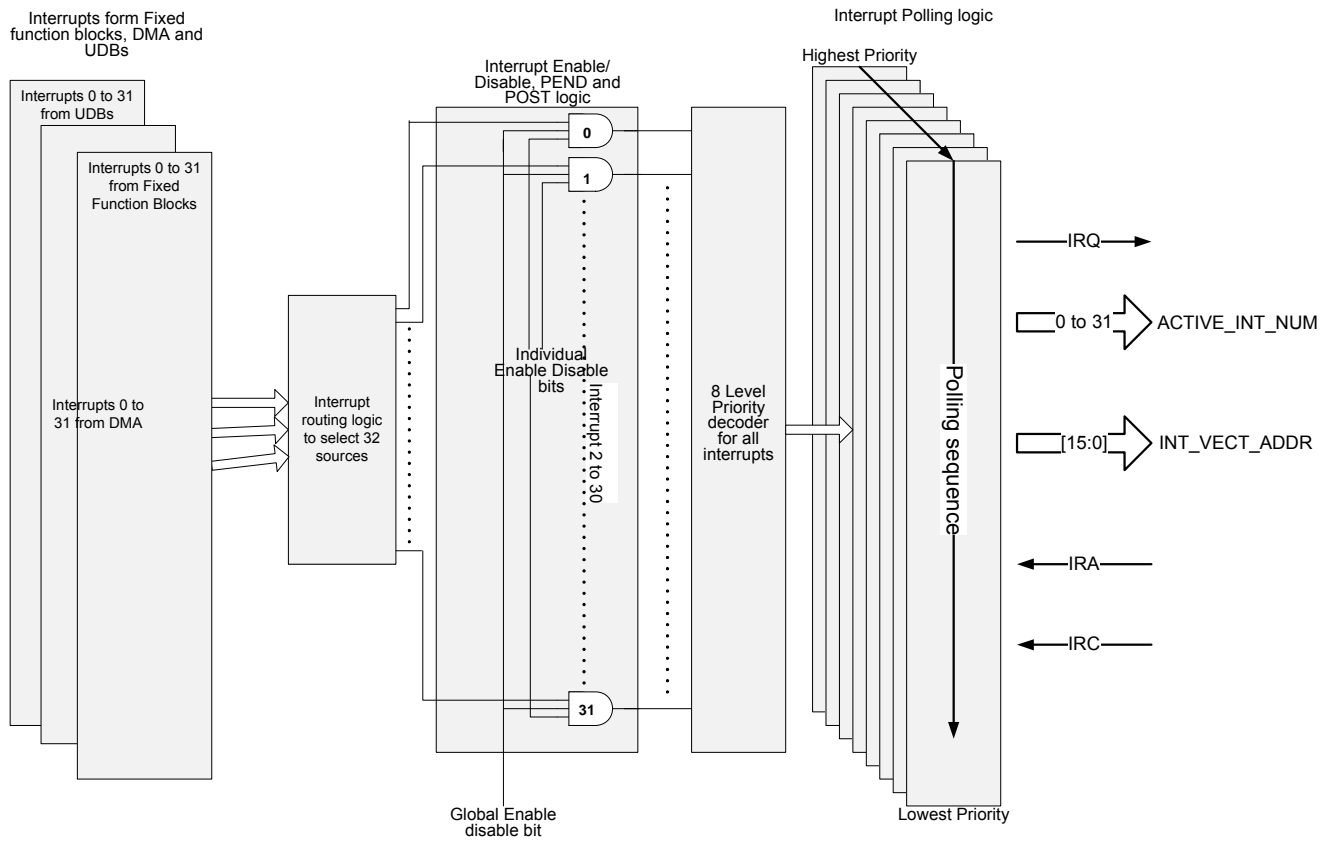 Interrupts form Fixed
function blocks, DMA and
UDBs
Interrupts 0 to 31
from UDBs
Interrupts 0 to 31
from Fixed
Function Blocks
Interrupts 0 to
31 from DMA
Interrupt
routing logic
to select 32
sources
Interrupt Enable/
Disable, PEND and
POST logic
0
1
Individual
Enable Disable
bits
Interrupt 2 to 30
31
Global Enable
disable bit
8 Level
Priority
decoder
for all
interrupts
Interrupt Polling logic
Highest Priority
Polling sequence
Lowest Priority
IRQ
0 to 31 ACTIVE_INT_NUM
[15:0] INT_VECT_ADDR
IRA
IRC